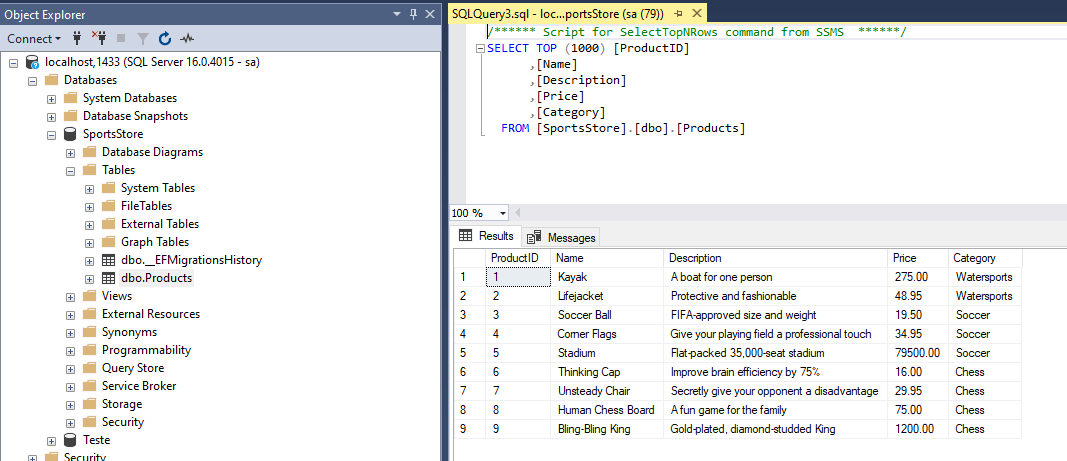 Object Explorer
Connect
localhost,1433 (SQL Server 16.0.4015 - sa)
Databases
System Databases
Database Snapshots
SportsStore
Database Diagrams
Tables
System Tables
FileTables
External Tables
Graph Tables
dbo.__EFMigrationsHistory
dbo.Products
Views
External Resources
Synonyms
Programmability
Query Store
Service Broker
Storage
Security
Teste
Security
SQLQuery3.sql - loc...portsStore (sa (79))
/****** Script for SelectTopNRows command from SSMS  ******/
SELECT TOP (1000) [ProductID]
,[Name]
,[Description]
,[Price]
,[Category]
FROM [SportsStore].[dbo].[Products]
100 %
Results Messages
ProductID Name Description Price Category
1 1 Kayak A boat for one person 275.00 Watersports
2 2 Lifejacket Protective and fashionable 48.95 Watersports
3 3 Soccer Ball FIFA-approved size and weight 19.50 Soccer
4 4 Corner Flags Give your playing field a professional touch 34.95 Soccer
5 5 Stadium Flat-packed 35,000-seat stadium 79500.00 Soccer
6 6 Thinking Cap Improve brain efficiency by 75% 16.00 Chess
7 7 Unsteady Chair Secretly give your opponent a disadvantage 29.95 Chess
8 8 Human Chess Board A fun game for the family 75.00 Chess
9 9 Bling-Bling King Gold-plated, diamond-studded King 1200.00 Chess